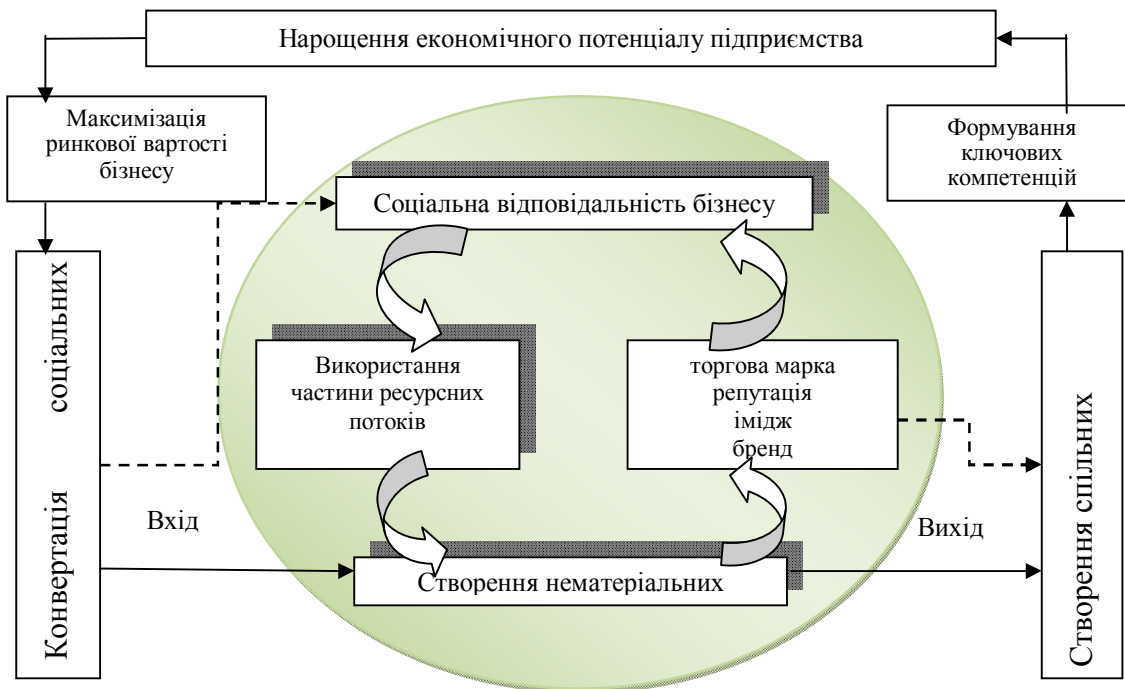 Нарощення економічного потенціалу підприємства
Максимізація
ринкової вартості
бізнесу
Формування
ключових
компетенцій
Соціальна відповідальність бізнесу
Використання
частини ресурсних
потоків
торгова марка
репутація
імідж
бренд
Конвертація соціальних
Вхід
Вихід
Створення нематеріальних
Створення спільних